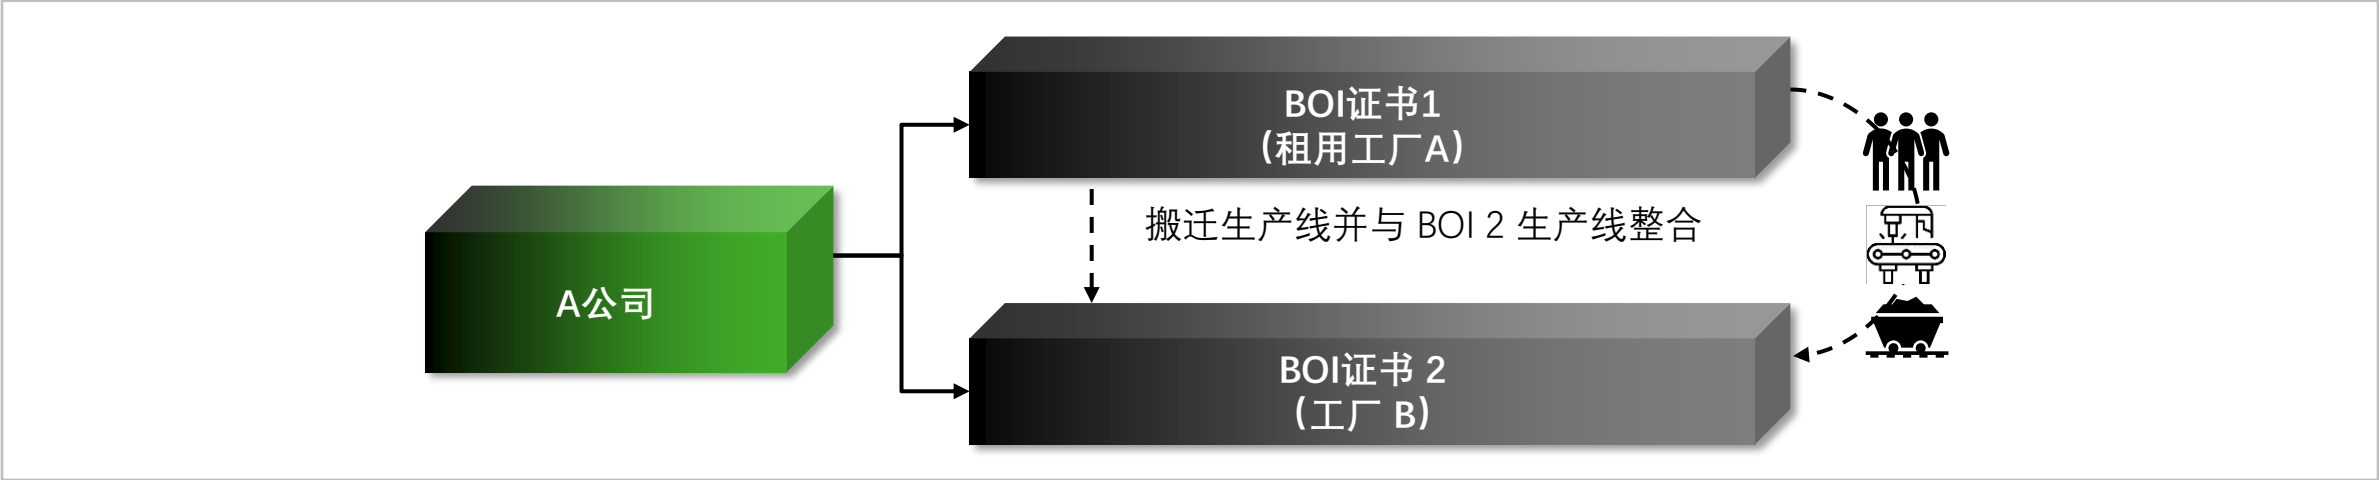 BOI证书1
(租用工厂A)
搬迁生产线并与 BOI 2 生产线整合
A公司
BOI证书 2
(工厂 B)